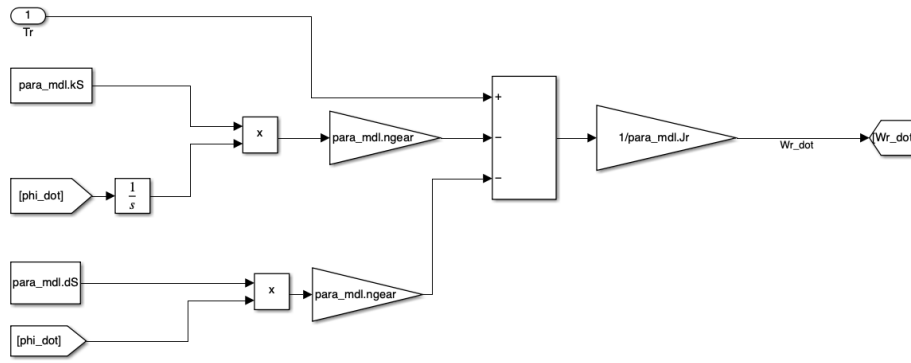 1
Tr
para_mdl.kS
x
para_mdl.ngear
[phi_dot]
1
s
+
−
−
1/para_mdl.Jr
Wr_dot
[Wr_dot
para_mdl.dS
x
para_mdl.ngear
[phi_dot]